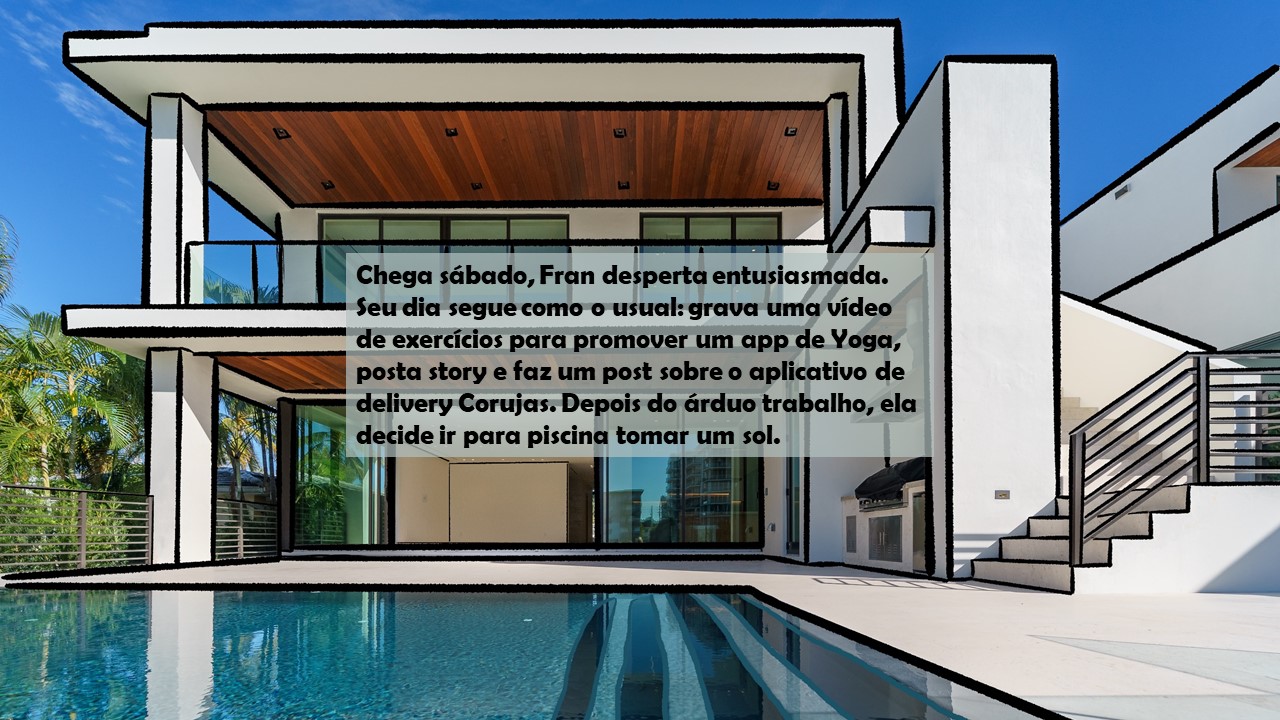 Chega sábado, Fran desperta entusiasmada.
Seu dia segue como o usual: grava uma vídeo
de exercícios para promover um app de Yoga,
posta story e faz um post sobre o aplicativo de
delivery Corujas. Depois do árduo trabalho, ela
decide ir para piscina tomar um sol.